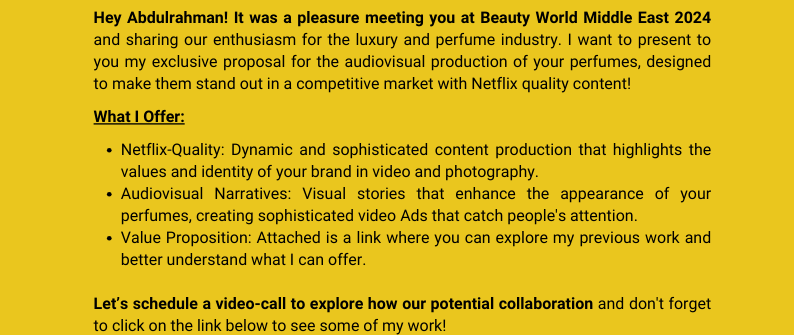 Hey Abdulrahman! It was a pleasure meeting you at Beauty World Middle East 2024
and sharing our enthusiasm for the luxury and perfume industry. I want to present to
you my exclusive proposal for the audiovisual production of your perfumes, designed
to make them stand out in a competitive market with Netflix quality content!
What I Offer:
• Netflix-Quality: Dynamic and sophisticated content production that highlights the
values and identity of your brand in video and photography.
• Audiovisual Narratives: Visual stories that enhance the appearance of your
perfumes, creating sophisticated video Ads that catch people's attention.
• Value Proposition: Attached is a link where you can explore my previous work and
better understand what I can offer.
Let’s schedule a video-call to explore how our potential collaboration and don't forget
to click on the link below to see some of my work!